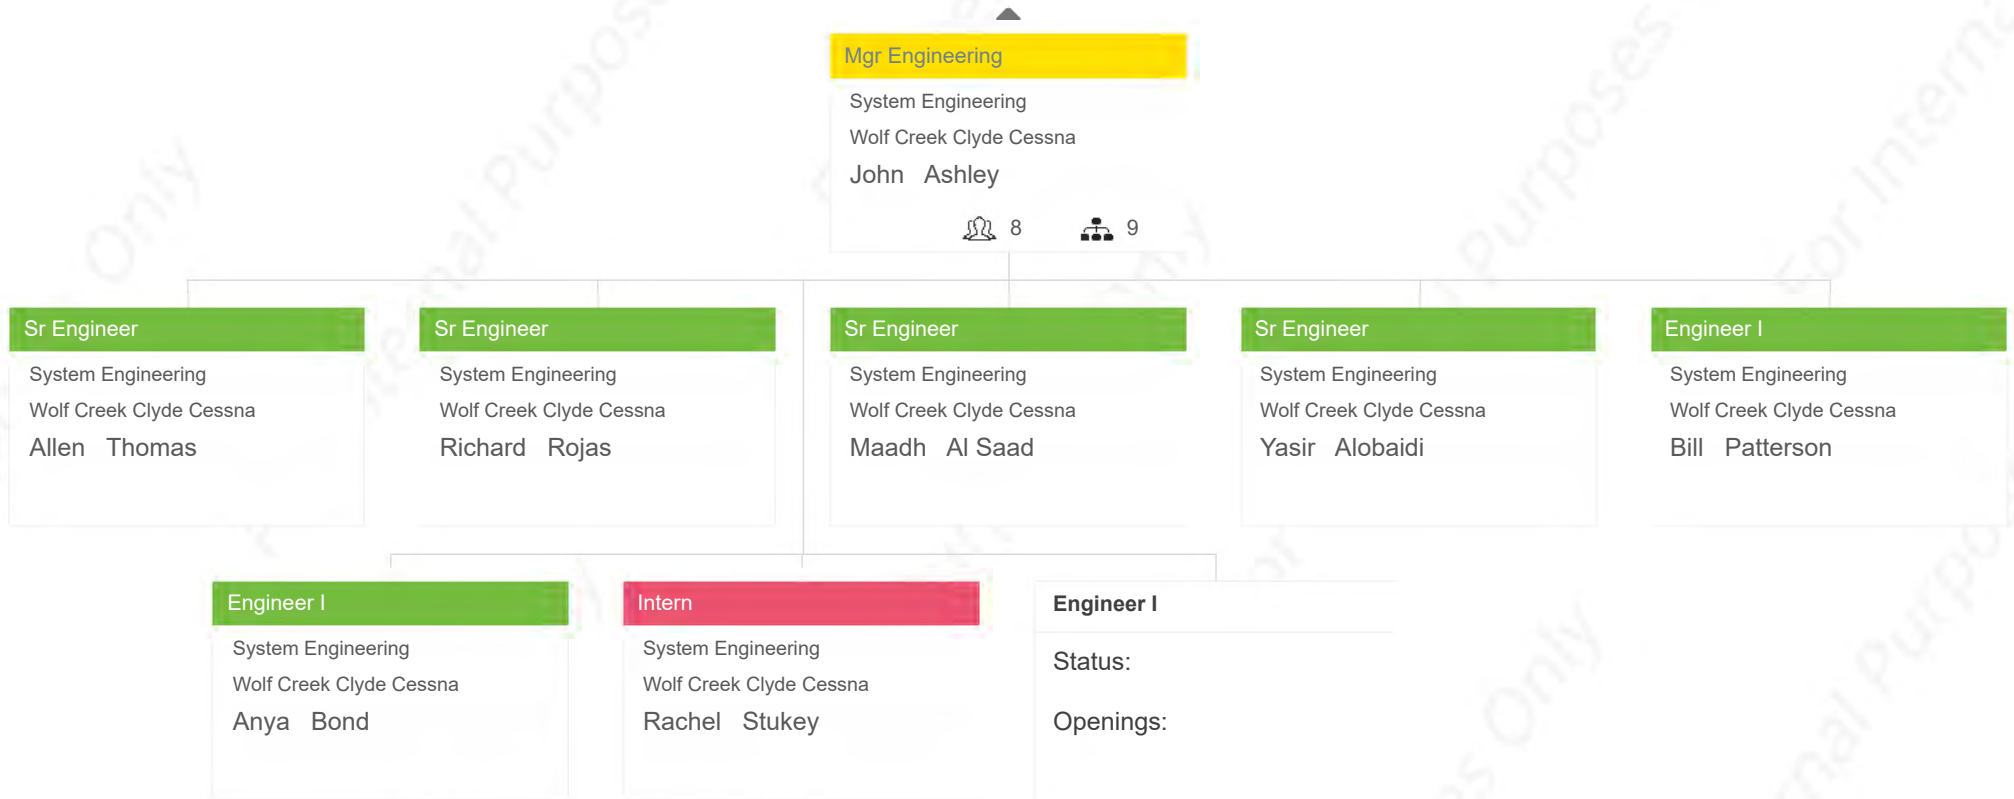 Mgr Engineering
System Engineering
Wolf Creek Clyde Cessna
John Ashley
8 9
Sr Engineer
System Engineering
Wolf Creek Clyde Cessna
Allen Thomas
Sr Engineer
System Engineering
Wolf Creek Clyde Cessna
Richard Rojas
Sr Engineer
System Engineering
Wolf Creek Clyde Cessna
Maadh Al Saad
Sr Engineer
System Engineering
Wolf Creek Clyde Cessna
Yasir Alobaidi
Engineer I
System Engineering
Wolf Creek Clyde Cessna
Bill Patterson
Engineer I
System Engineering
Wolf Creek Clyde Cessna
Anya Bond
Intern
System Engineering
Wolf Creek Clyde Cessna
Rachel Stukey
Engineer I
Status:
Openings: